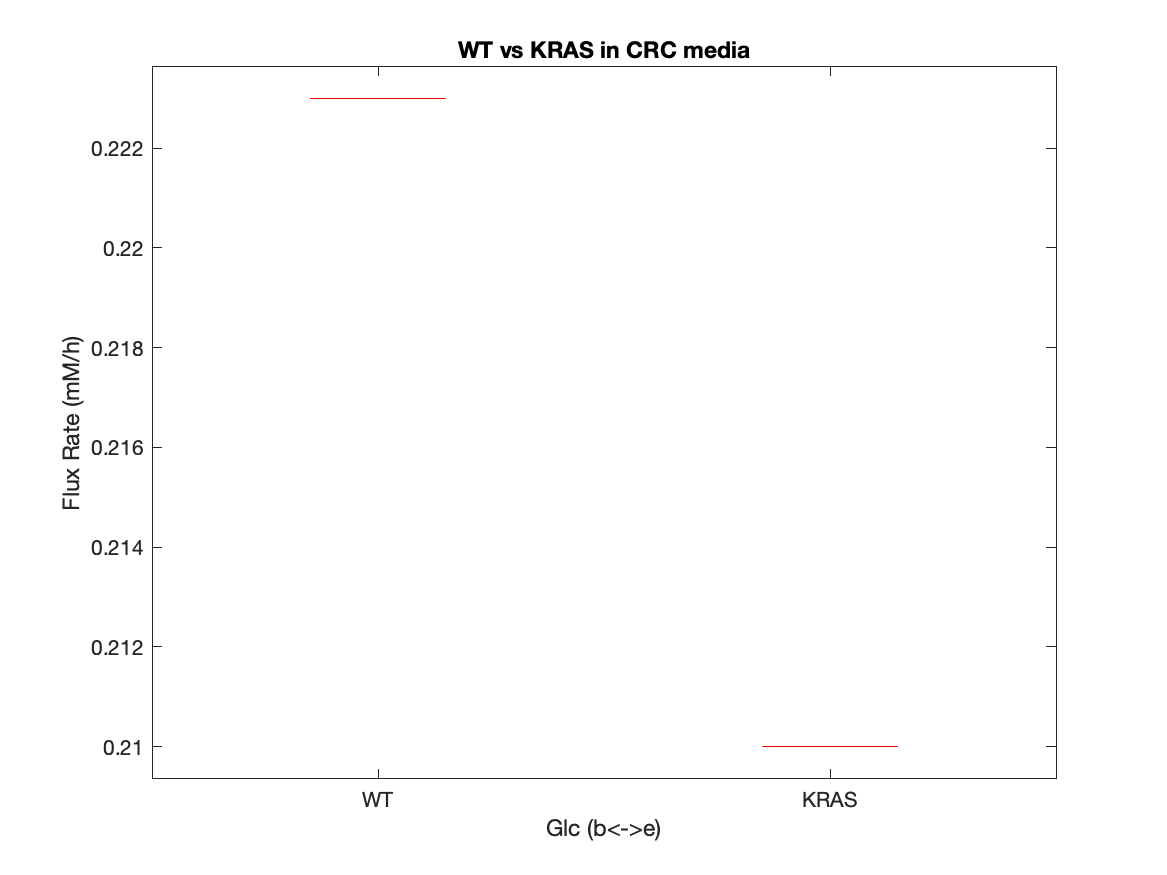 WT vs KRAS in CRC media
0.222
0.22
0.218
0.216
0.214
0.212
0.21
Flux Rate (mM/h)
WT
KRAS
Glc (b<->e)